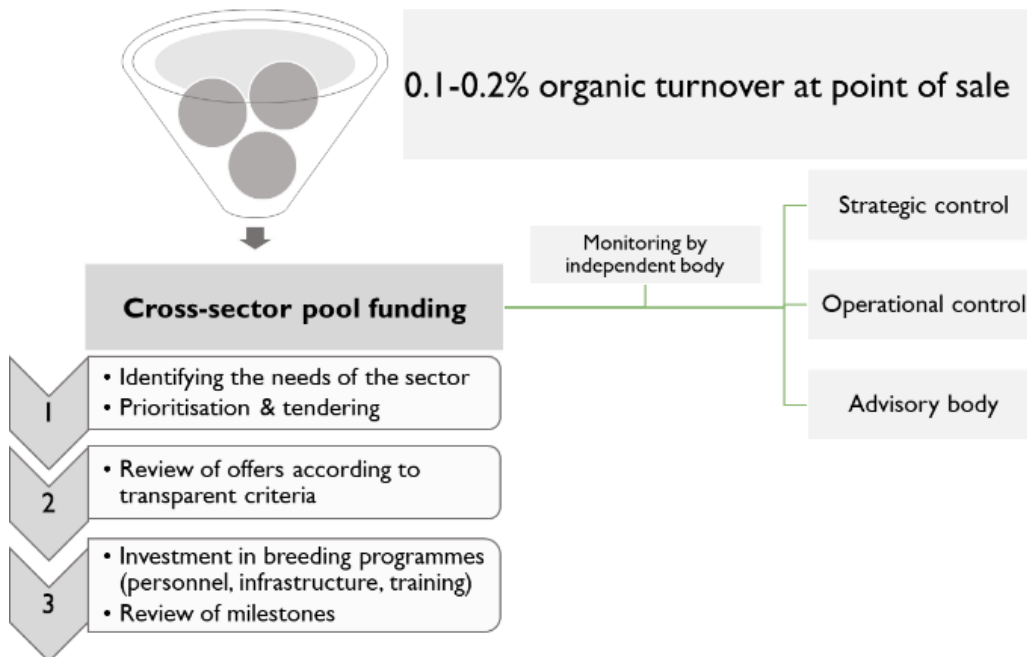 0.1-0.2% organic turnover at point of sale
Strategic control
Monitoring by
independent body
Operational control
Advisory body
Cross-sector pool funding
1
• Identifying the needs of the sector
• Prioritisation & tendering
2
• Review of offers according to
transparent criteria
3
• Investment in breeding programmes
(personnel, infrastructure, training)
• Review of milestones